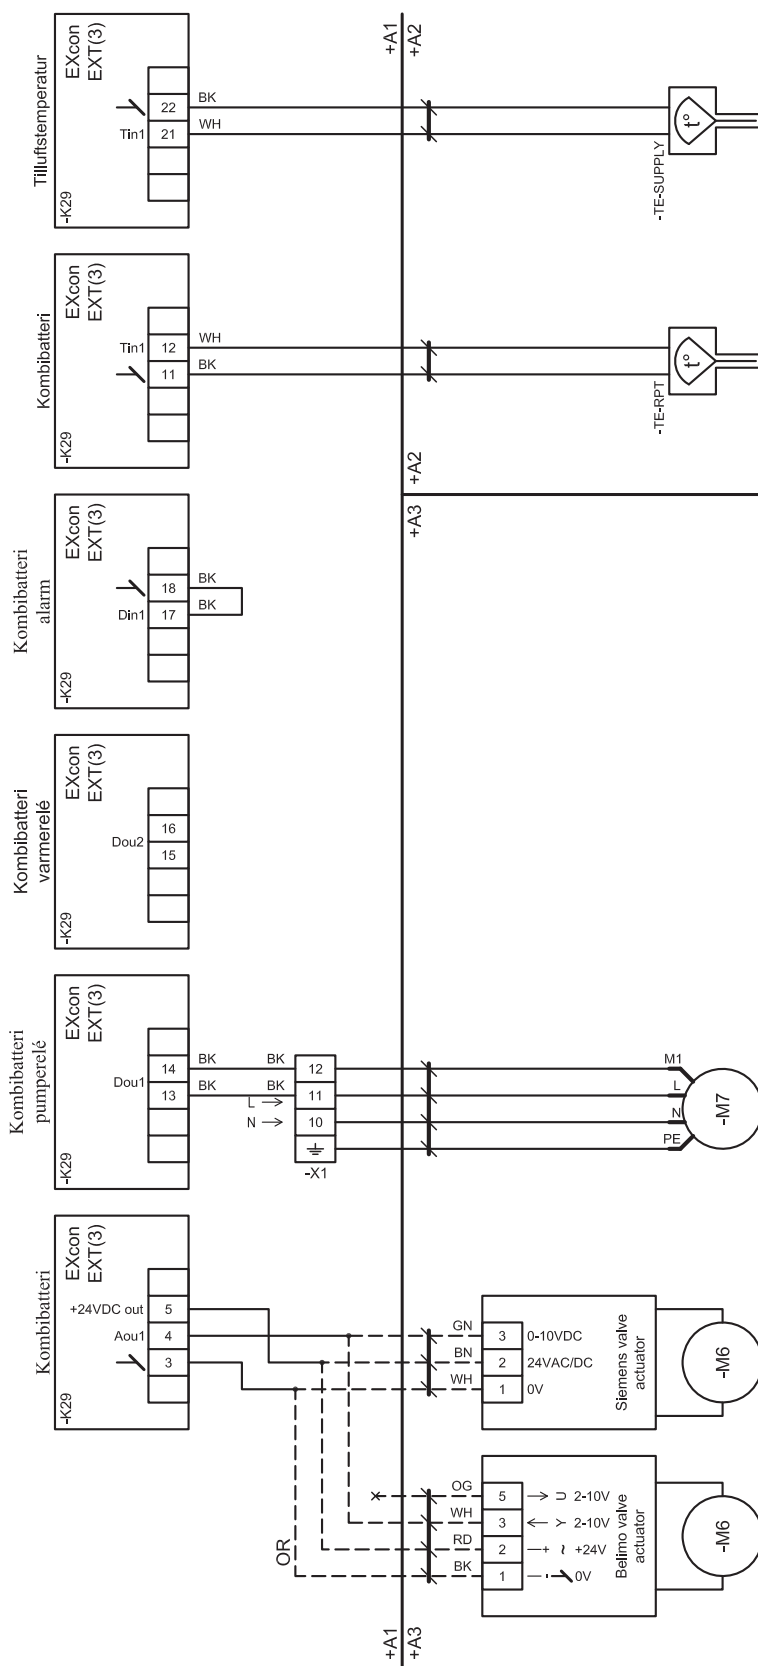 Tilluftstemperatur
EXcon
EXT(3)
-K29
22
21
Tin1
BK
WH
+A1
+A2
t°
-TE-SUPPLY
Kombibatteri
EXcon
EXT(3)
-K29
Tin1
12
11
WH
BK
t°
-TE-RPT
+A2
+A3
Kombibatteri
alarm
EXcon
EXT(3)
-K29
18
17
Din1
BK
BK
Kombibatteri
varmerelé
EXcon
EXT(3)
-K29
16
15
Dou2
Kombibatteri
pumperelé
EXcon
EXT(3)
-K29
Dou1
14
13
BK
BK
BK
BK
L
N
12
11
10
-X1
M1
L
N
PE
-M7
Kombibatteri
EXcon
EXT(3)
-K29
+24VDC out
5
Aou1
4
3
GN
BN
WH
3 0-10VDC
2 24VAC/DC
1 0V
Siemens valve
actuator
-M6
OR
OG
WH
RD
BK
5 U 2-10V
3 Y 2-10V
2 + ~ +24V
1 - 0V
Belimo valve
actuator
-M6
+A1
+A3